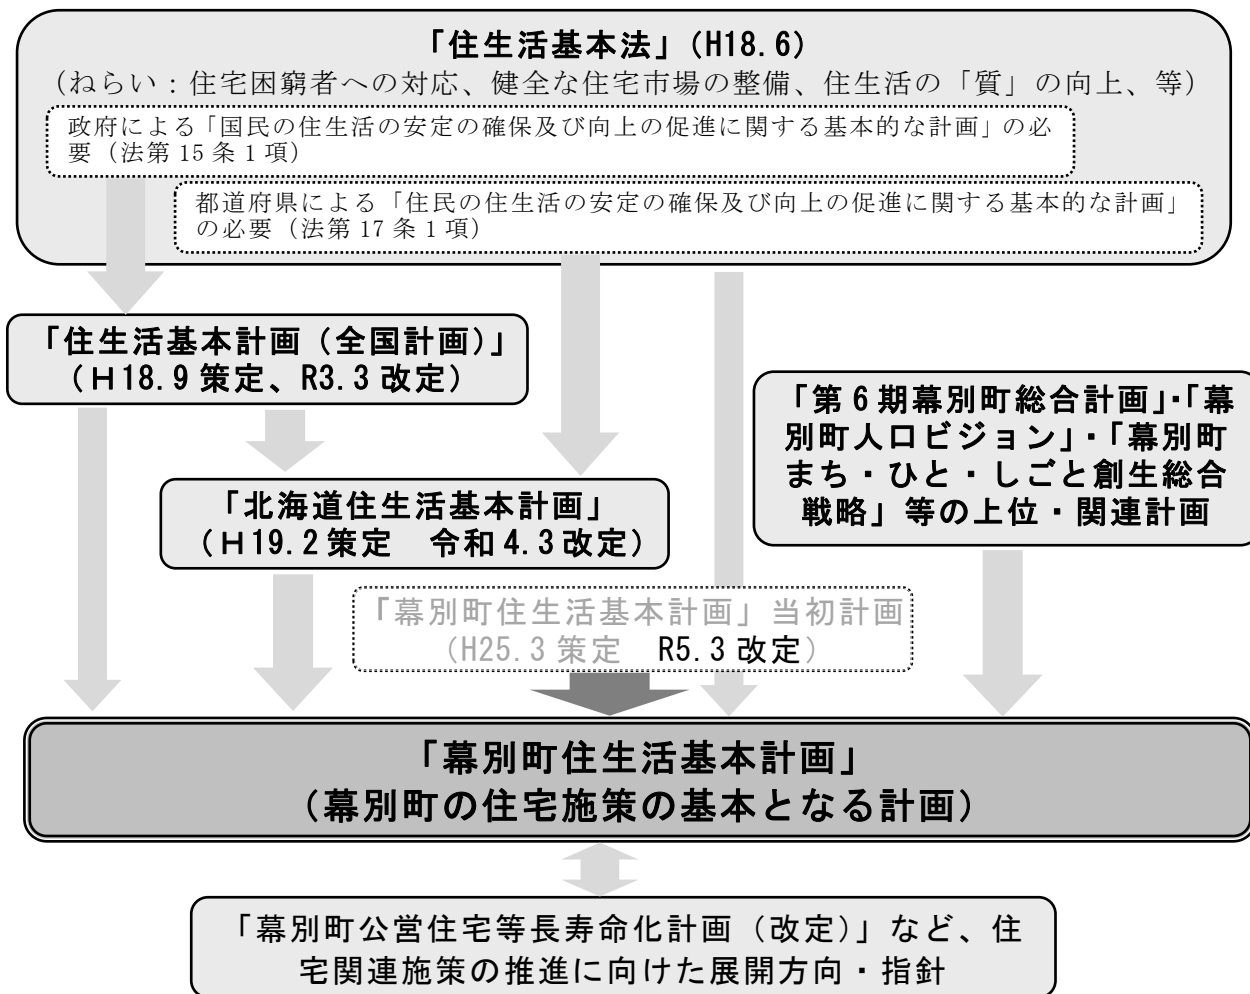 「住生活基本法」(H18.6)
(ねらい：住宅困窮者への対応、健全な住宅市場の整備、住生活の「質」の向上、等)
政府による「国民の住生活の安定の確保及び向上の促進に関する基本的な計画」の必
要（法第 15 条 1 項）
都道府県による「住民の住生活の安定の確保及び向上の促進に関する基本的な計画」
の必要（法第 17 条 1 項）
「住生活基本計画（全国計画）」
（Ｈ18.9 策定、R3.3 改定）
「第６期幕別町総合計画」・「幕
別町人口ビジョン」・「幕別町
まち・ひと・しごと創生総合
戦略」等の上位・関連計画
「北海道住生活基本計画」
（Ｈ19.2 策定　令和 4.3 改定）
「幕別町住生活基本計画」当初計画
（H25.3 策定　R5.3 改定）
「幕別町住生活基本計画」
（幕別町の住宅施策の基本となる計画）
「幕別町公営住宅等長寿命化計画（改定）」など、住
宅関連施策の推進に向けた展開方向・指針